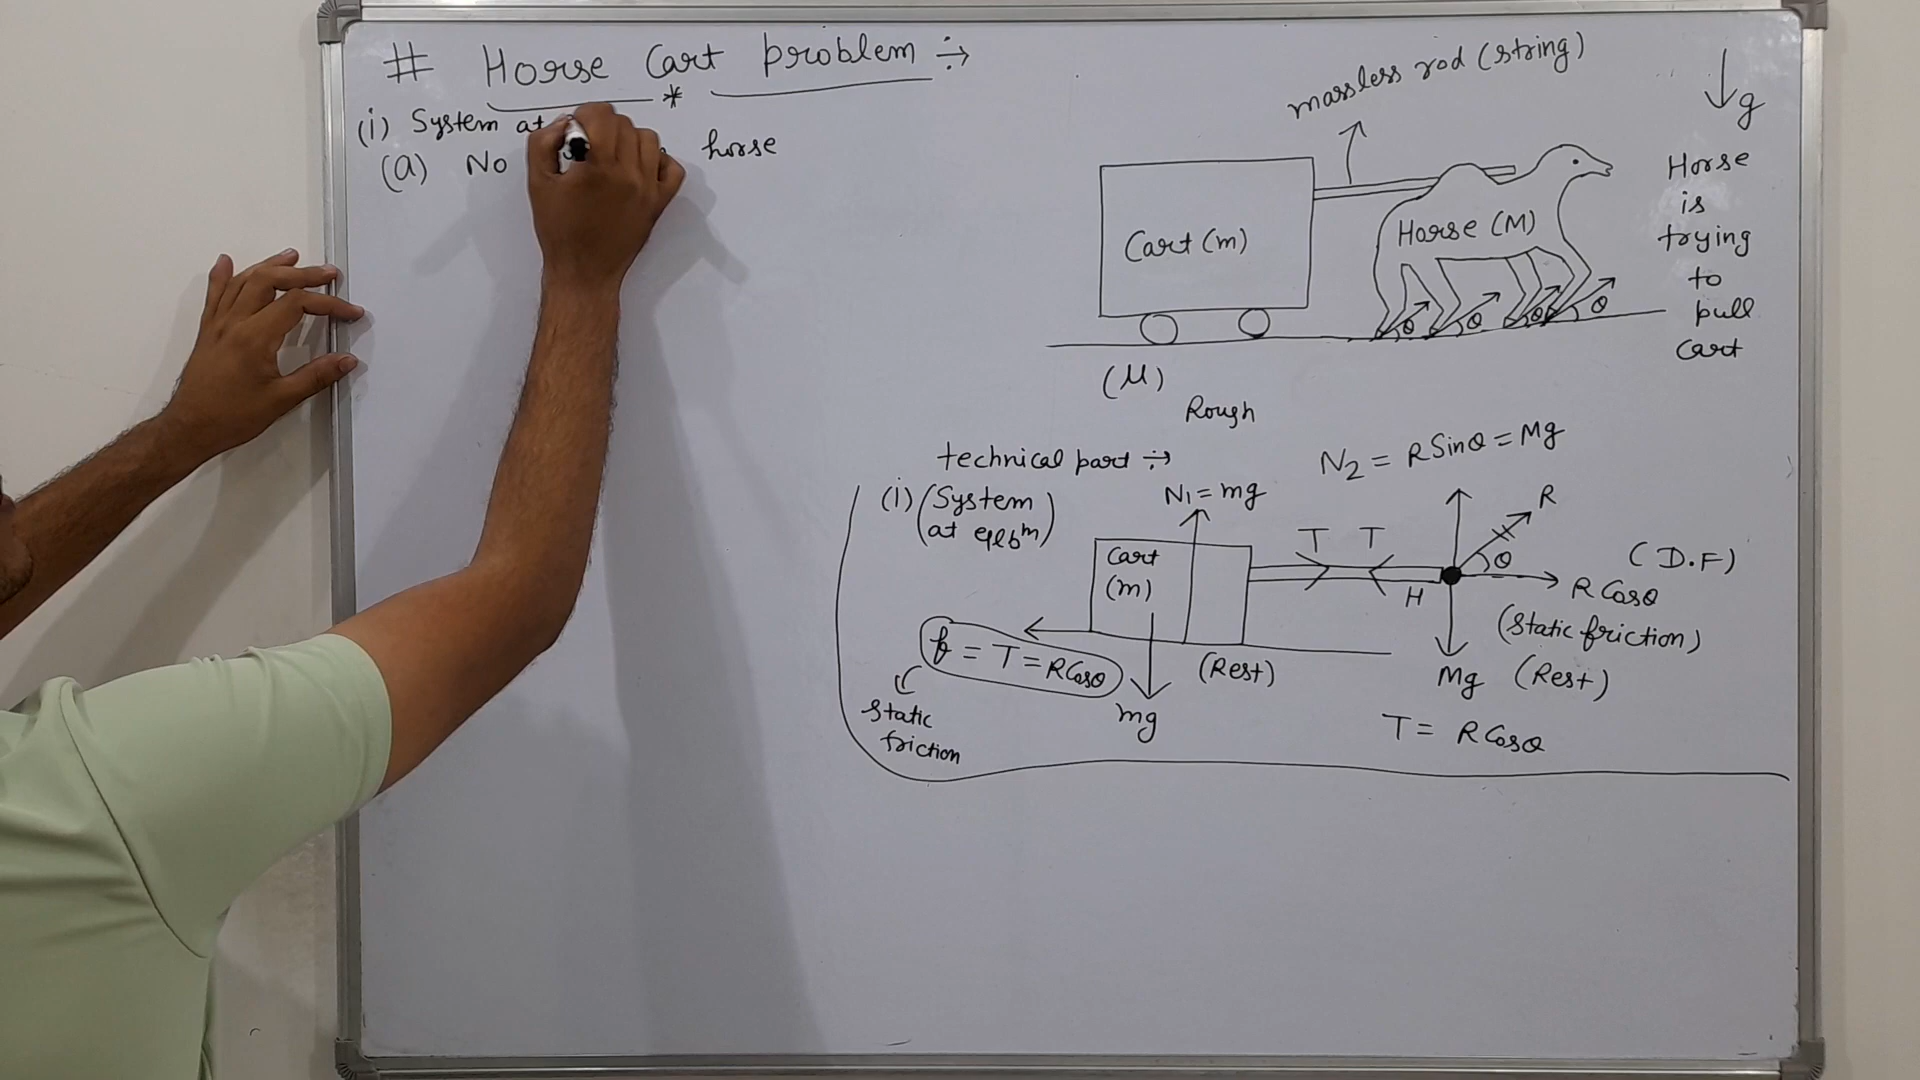 # Horse Cart problem ÷
*
(i) System at
(a) No horse
massless rod (string)
g
Cart (m)
Horse (M)
θ θ θ θ
Horse
is
trying
to
pull
cart
(μ)
Rough
technical part ÷
N2 = R Sinθ = Mg
(i) (System
at eqlbm)
N1 = mg
Cart
(m)
T T
R
θ
(D.F)
H
R Cosθ
(Static friction)
f = T = R Cosθ
(Rest)
Mg (Rest)
Static
friction
mg
T = R Cosθ